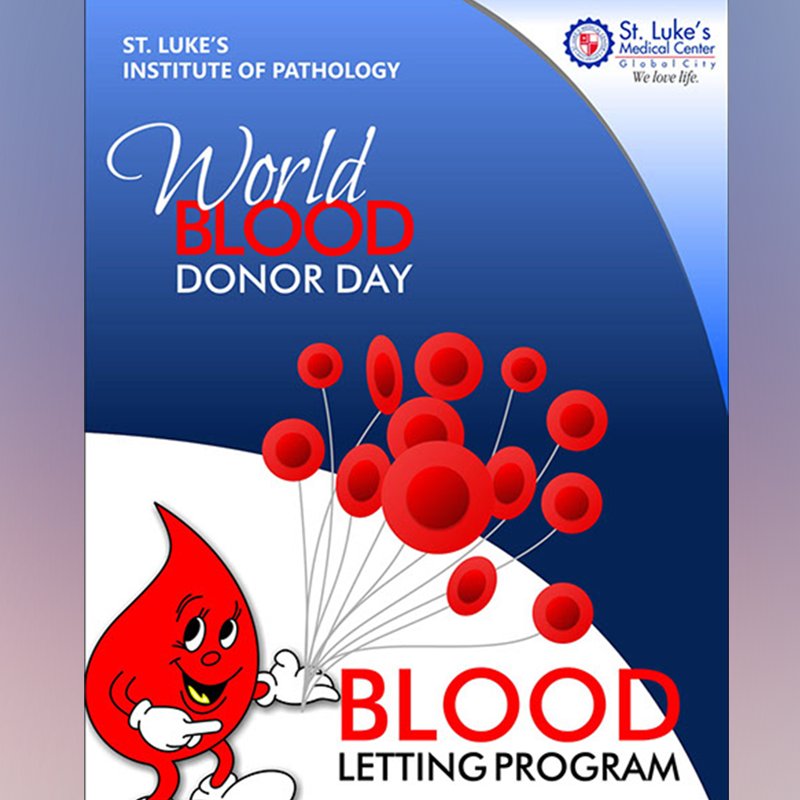 ST. LUKE'S
INSTITUTE OF PATHOLOGY
St. Luke's
Medical Center
Global City
We love life.
World
BLOOD
DONOR DAY
BLOOD
LETTING PROGRAM